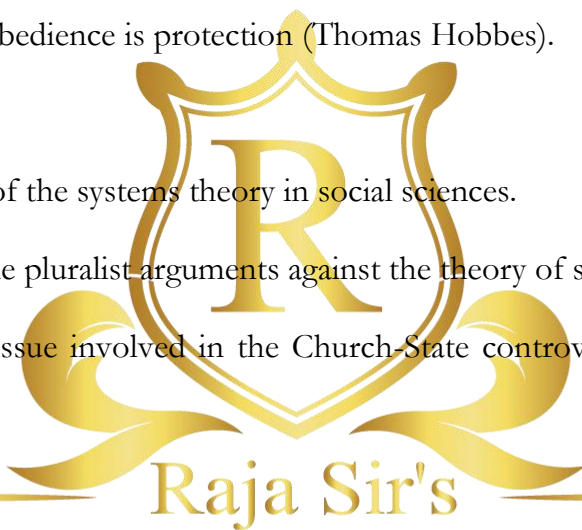 bedience is protection (Thomas Hobbes).
of the systems theory in social sciences.
e pluralist arguments against the theory of s
R
issue involved in the Church-State controv
Raja Sir's